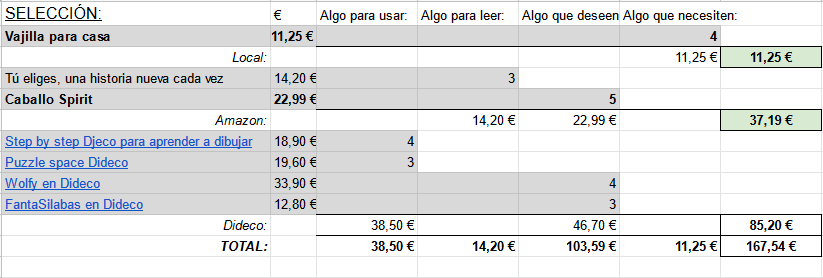 SELECCIÓN: € Algo para usar: Algo para leer: Algo que deseen Algo que necesiten:
Vajilla para casa 11,25 € 4
Local: 11,25 € 11,25 €
Tú eliges, una historia nueva cada vez 14,20 € 3
Caballo Spirit 22,99 € 5
Amazon: 14,20 € 22,99 € 37,19 €
Step by step Djeco para aprender a dibujar 18,90 € 4
Puzzle space Dideco 19,60 € 3
Wolfy en Dideco 33,90 € 4
FantaSilabas en Dideco 12,80 € 3
Dideco: 38,50 € 46,70 € 85,20 €
TOTAL: 38,50 € 14,20 € 103,59 € 11,25 € 167,54 €